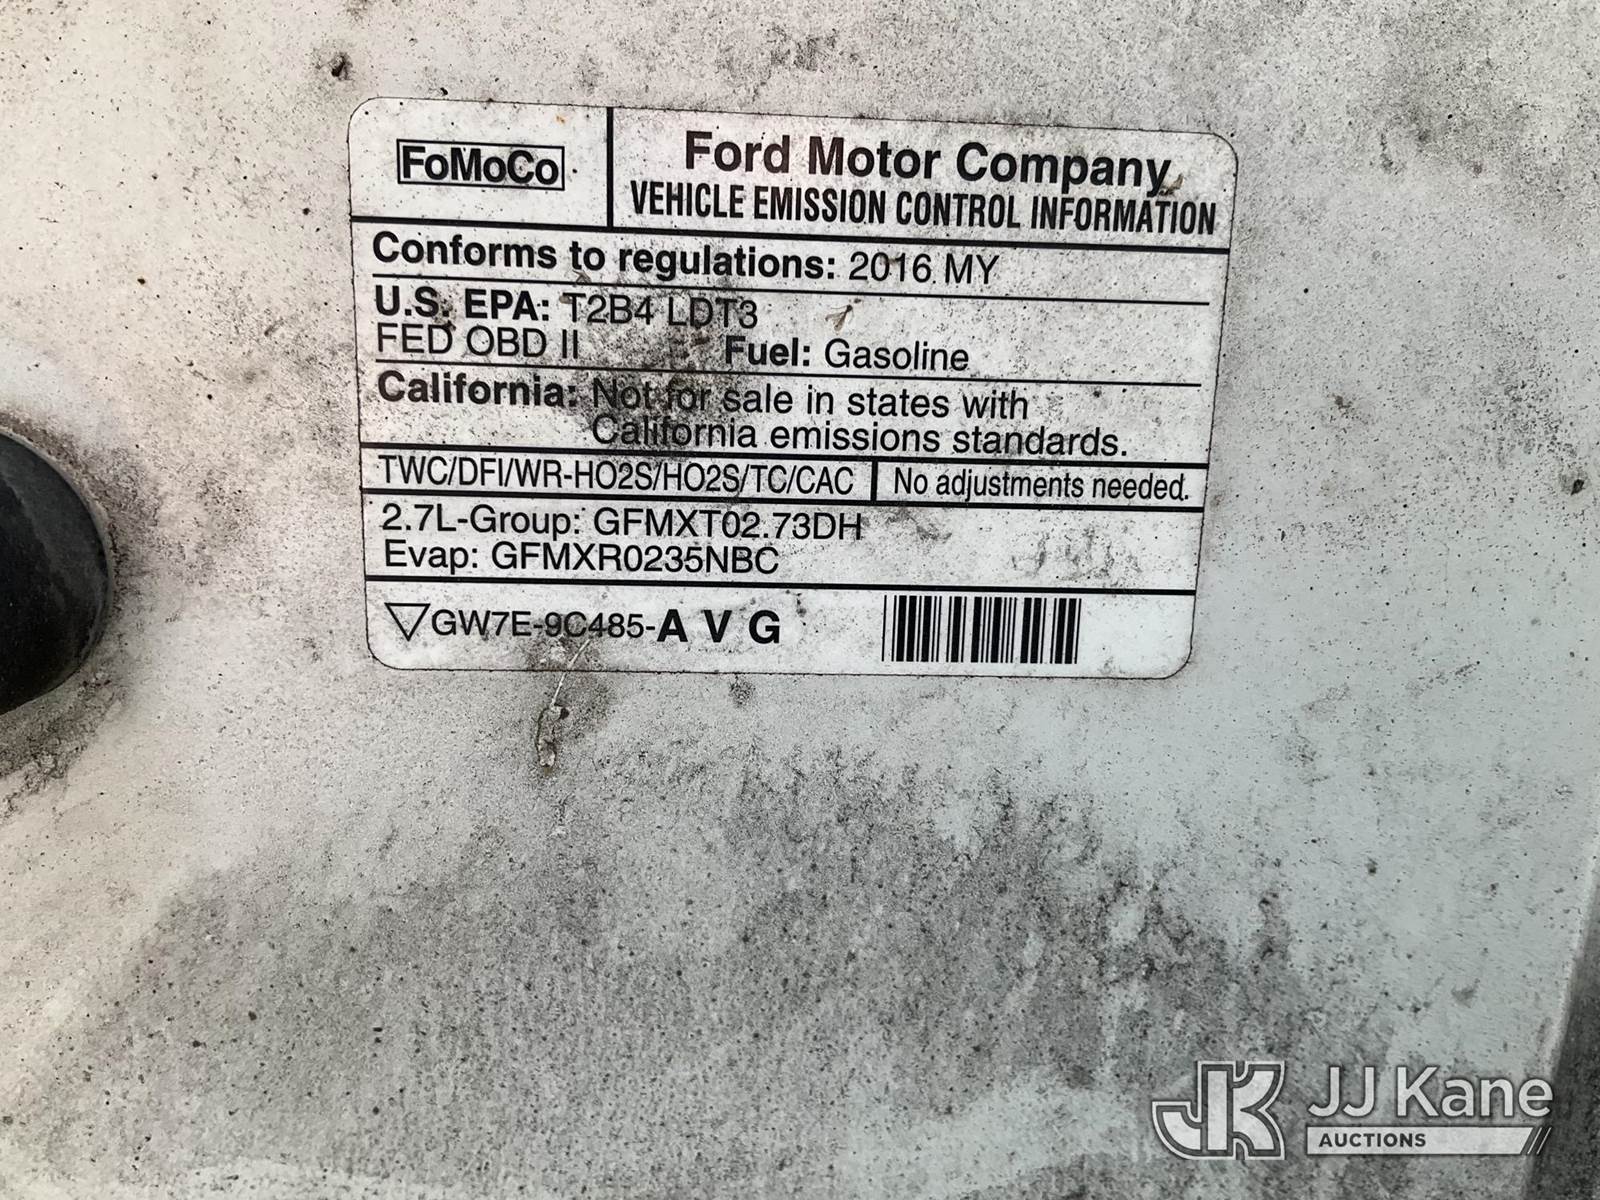 FoMoCo
Ford Motor Company
VEHICLE EMISSION CONTROL INFORMATION
Conforms to regulations: 2016 MY
U.S. EPA: T2B4 LDT3
FED OBD II Fuel: Gasoline
California: Not for sale in states with
California emissions standards.
TWC/DFI/WR-HO2S/HO2S/TC/CAC No adjustments needed.
2.7L-Group: GFMXT02.73DH
Evap: GFMXR0235NBC
GW7E-9C485-A V G
JK JJ Kane
AUCTIONS